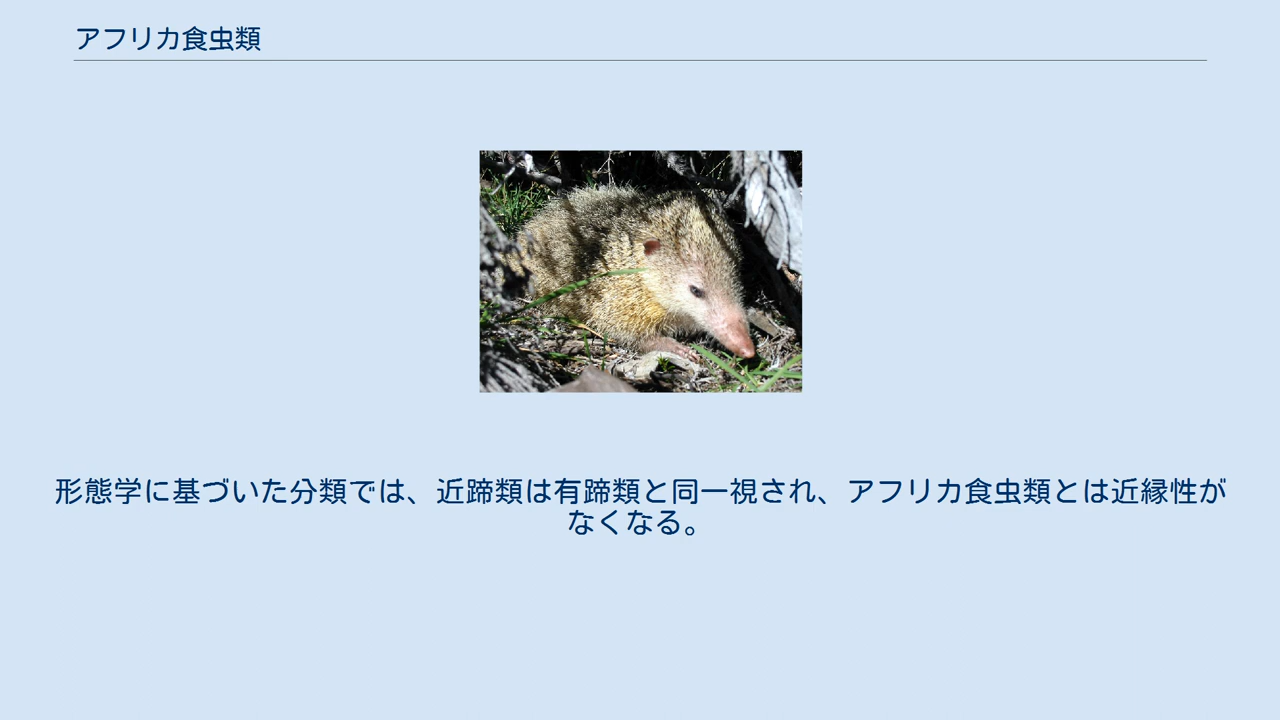 アフリカ食虫類
形態学に基づいた分類では、近蹄類は有蹄類と同一視され、アフリカ食虫類とは近縁性が
なくなる。